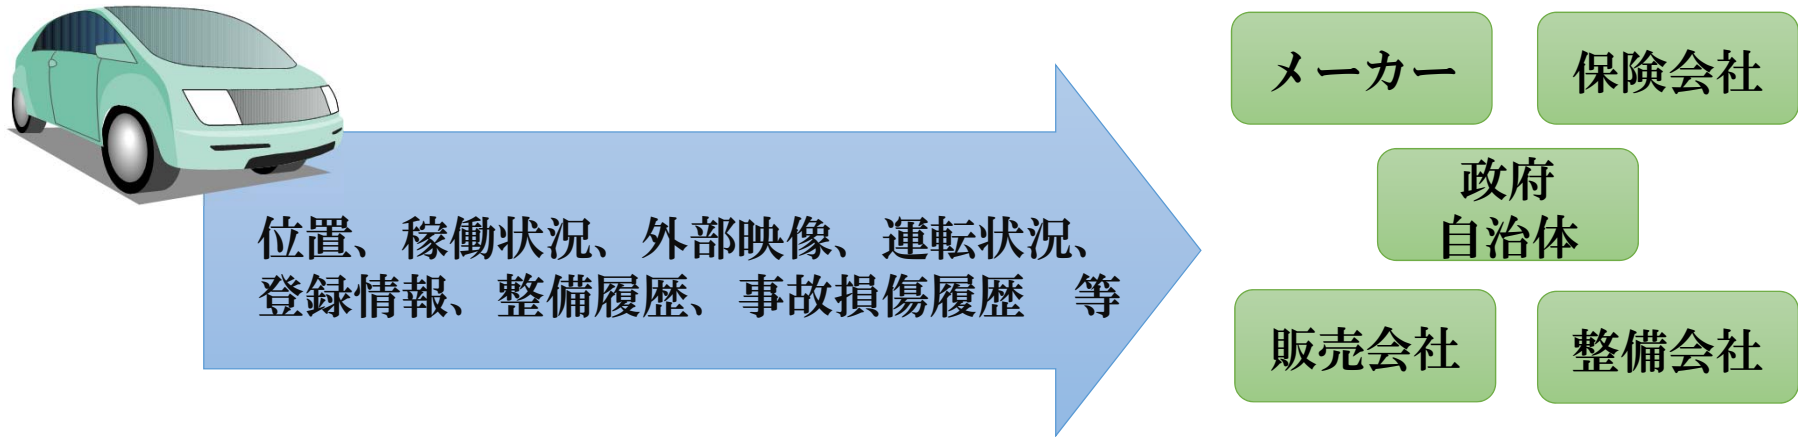 メーカー
保険会社
政府
自治体
位置、稼働状況、外部映像、運転状況、
登録情報、整備履歴、事故損傷履歴　等
販売会社
整備会社